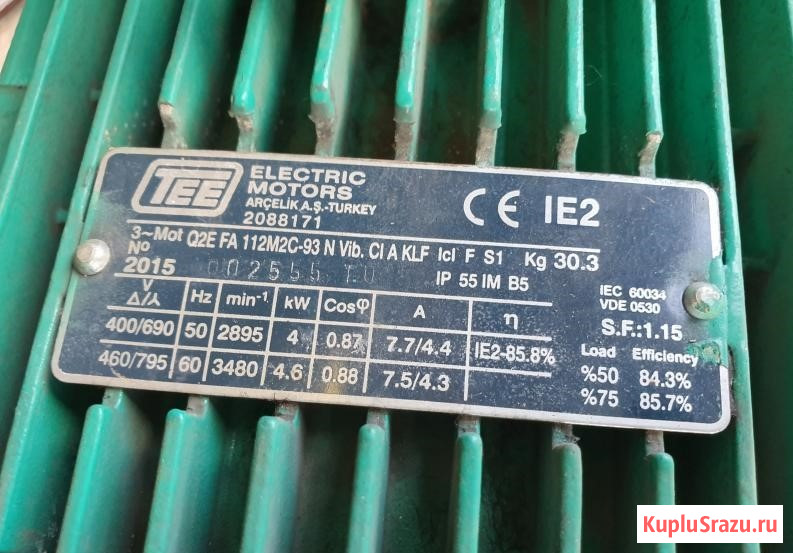 TEE
ELECTRIC
MOTORS
ARÇELİK A.Ş.-TURKEY
2088171
CE IE2
3~Mot Q2E FA 112M2C-93 N Vib. Cl A KLF Icl F S1 Kg 30.3
No
2015 002555 TU IP 55 IM B5
IEC 60034
VDE 0530
S.F.:1.15
V Δ/⅄ Hz min⁻¹ kW Cosφ A η
400/690 50 2895 4 0.87 7.7/4.4 IE2-85.8%
460/795 60 3480 4.6 0.88 7.5/4.3
Load Efficiency
%50 84.3%
%75 85.7%
KupluSrazu.ru